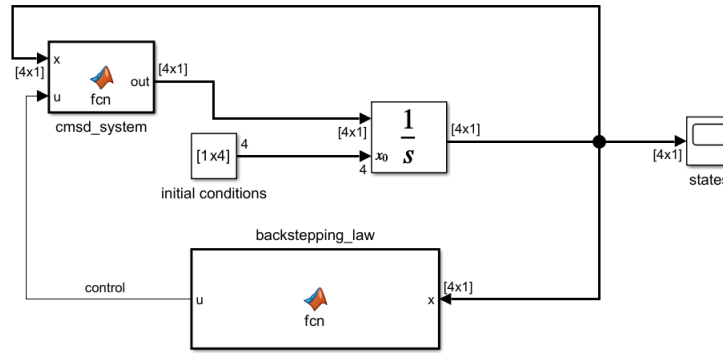 x
[4x1]
u
fcn
out
[4x1]
cmsd_system
[4x1]
1
s
x₀
4
[4x1]
[1x4]
4
initial conditions
[4x1]
states
backstepping_law
control
u
fcn
x
[4x1]